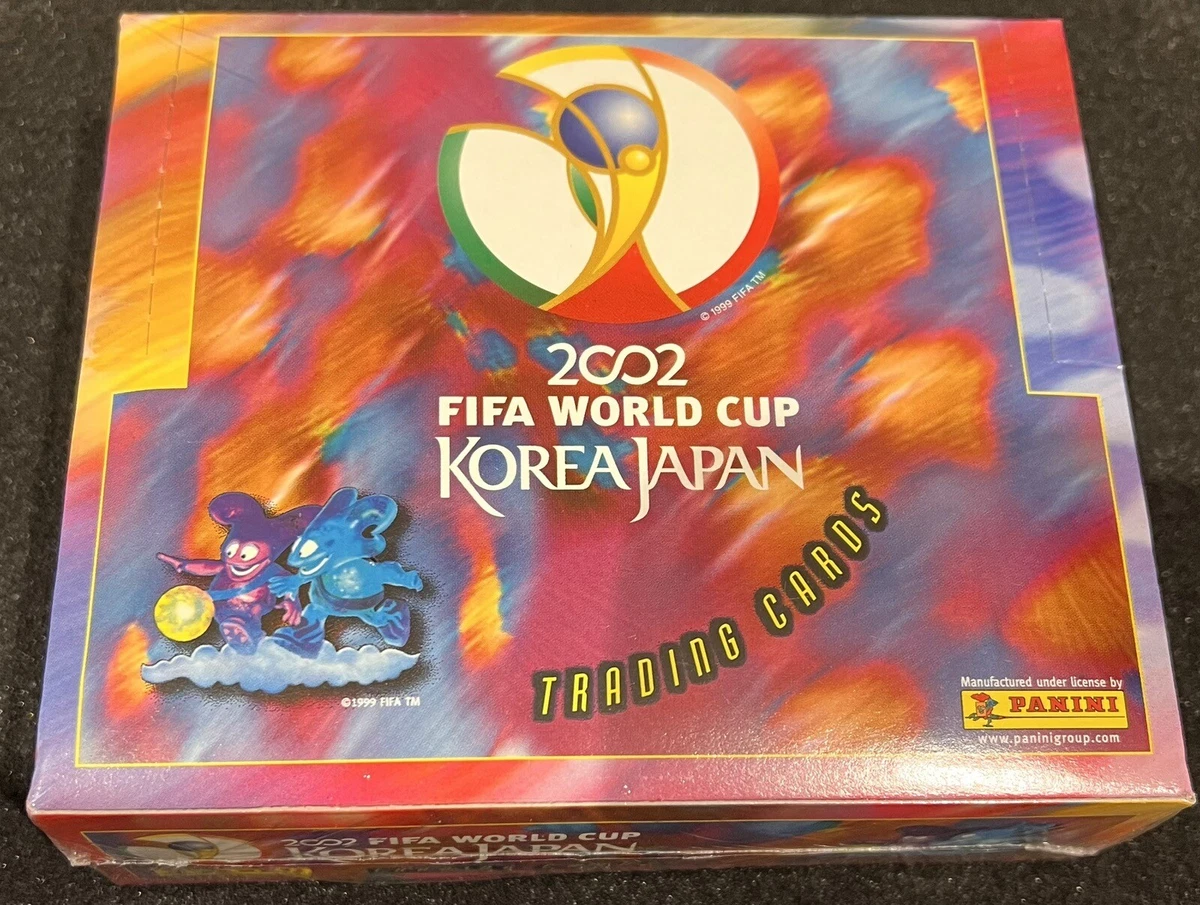 © 1999 FIFA TM
2002
FIFA WORLD CUP
KOREA JAPAN
TRADING CARDS
©1999 FIFA TM
Manufactured under license by
PANINI
www.paninigroup.com
2002 FIFA WORLD CUP
KOREA JAPAN